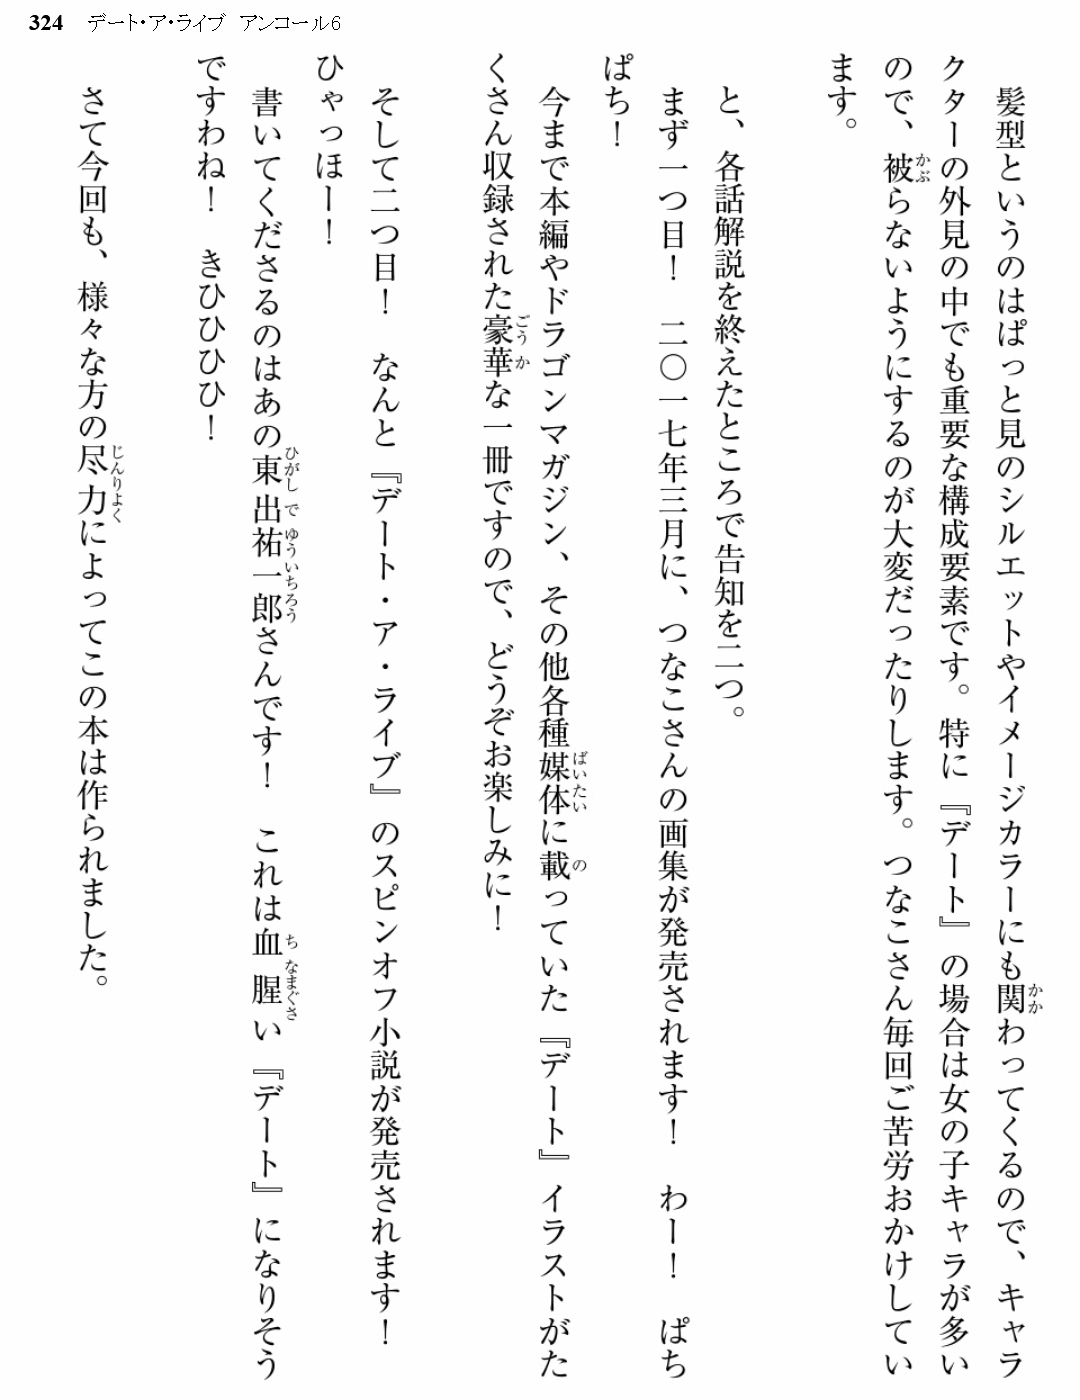 324 デート・ア・ライブ アンコール6
髪型というのはぱっと見のシルエットやイメージカラーにも関わってくるので、キャラ
クターの外見の中でも重要な構成要素です。特に『デート』の場合は女の子キャラが多い
ので、被らないようにするのが大変だったりします。つなこさん毎回ご苦労おかけしてい
ます。
と、各話解説を終えたところで告知を二つ。
まず一つ目！　二〇一七年三月に、つなこさんの画集が発売されます！　わー！　ぱち
ぱち！
今まで本編やドラゴンマガジン、その他各種媒体に載っていた『デート』イラストがた
くさん収録された豪華な一冊ですので、どうぞお楽しみに！
そして二つ目！　なんと『デート・ア・ライブ』のスピンオフ小説が発売されます！
ひゃっほー！
書いてくださるのはあの東出祐一郎さんです！　これは血腥い『デート』になりそう
ですわね！　きひひひひ！
さて今回も、様々な方の尽力によってこの本は作られました。